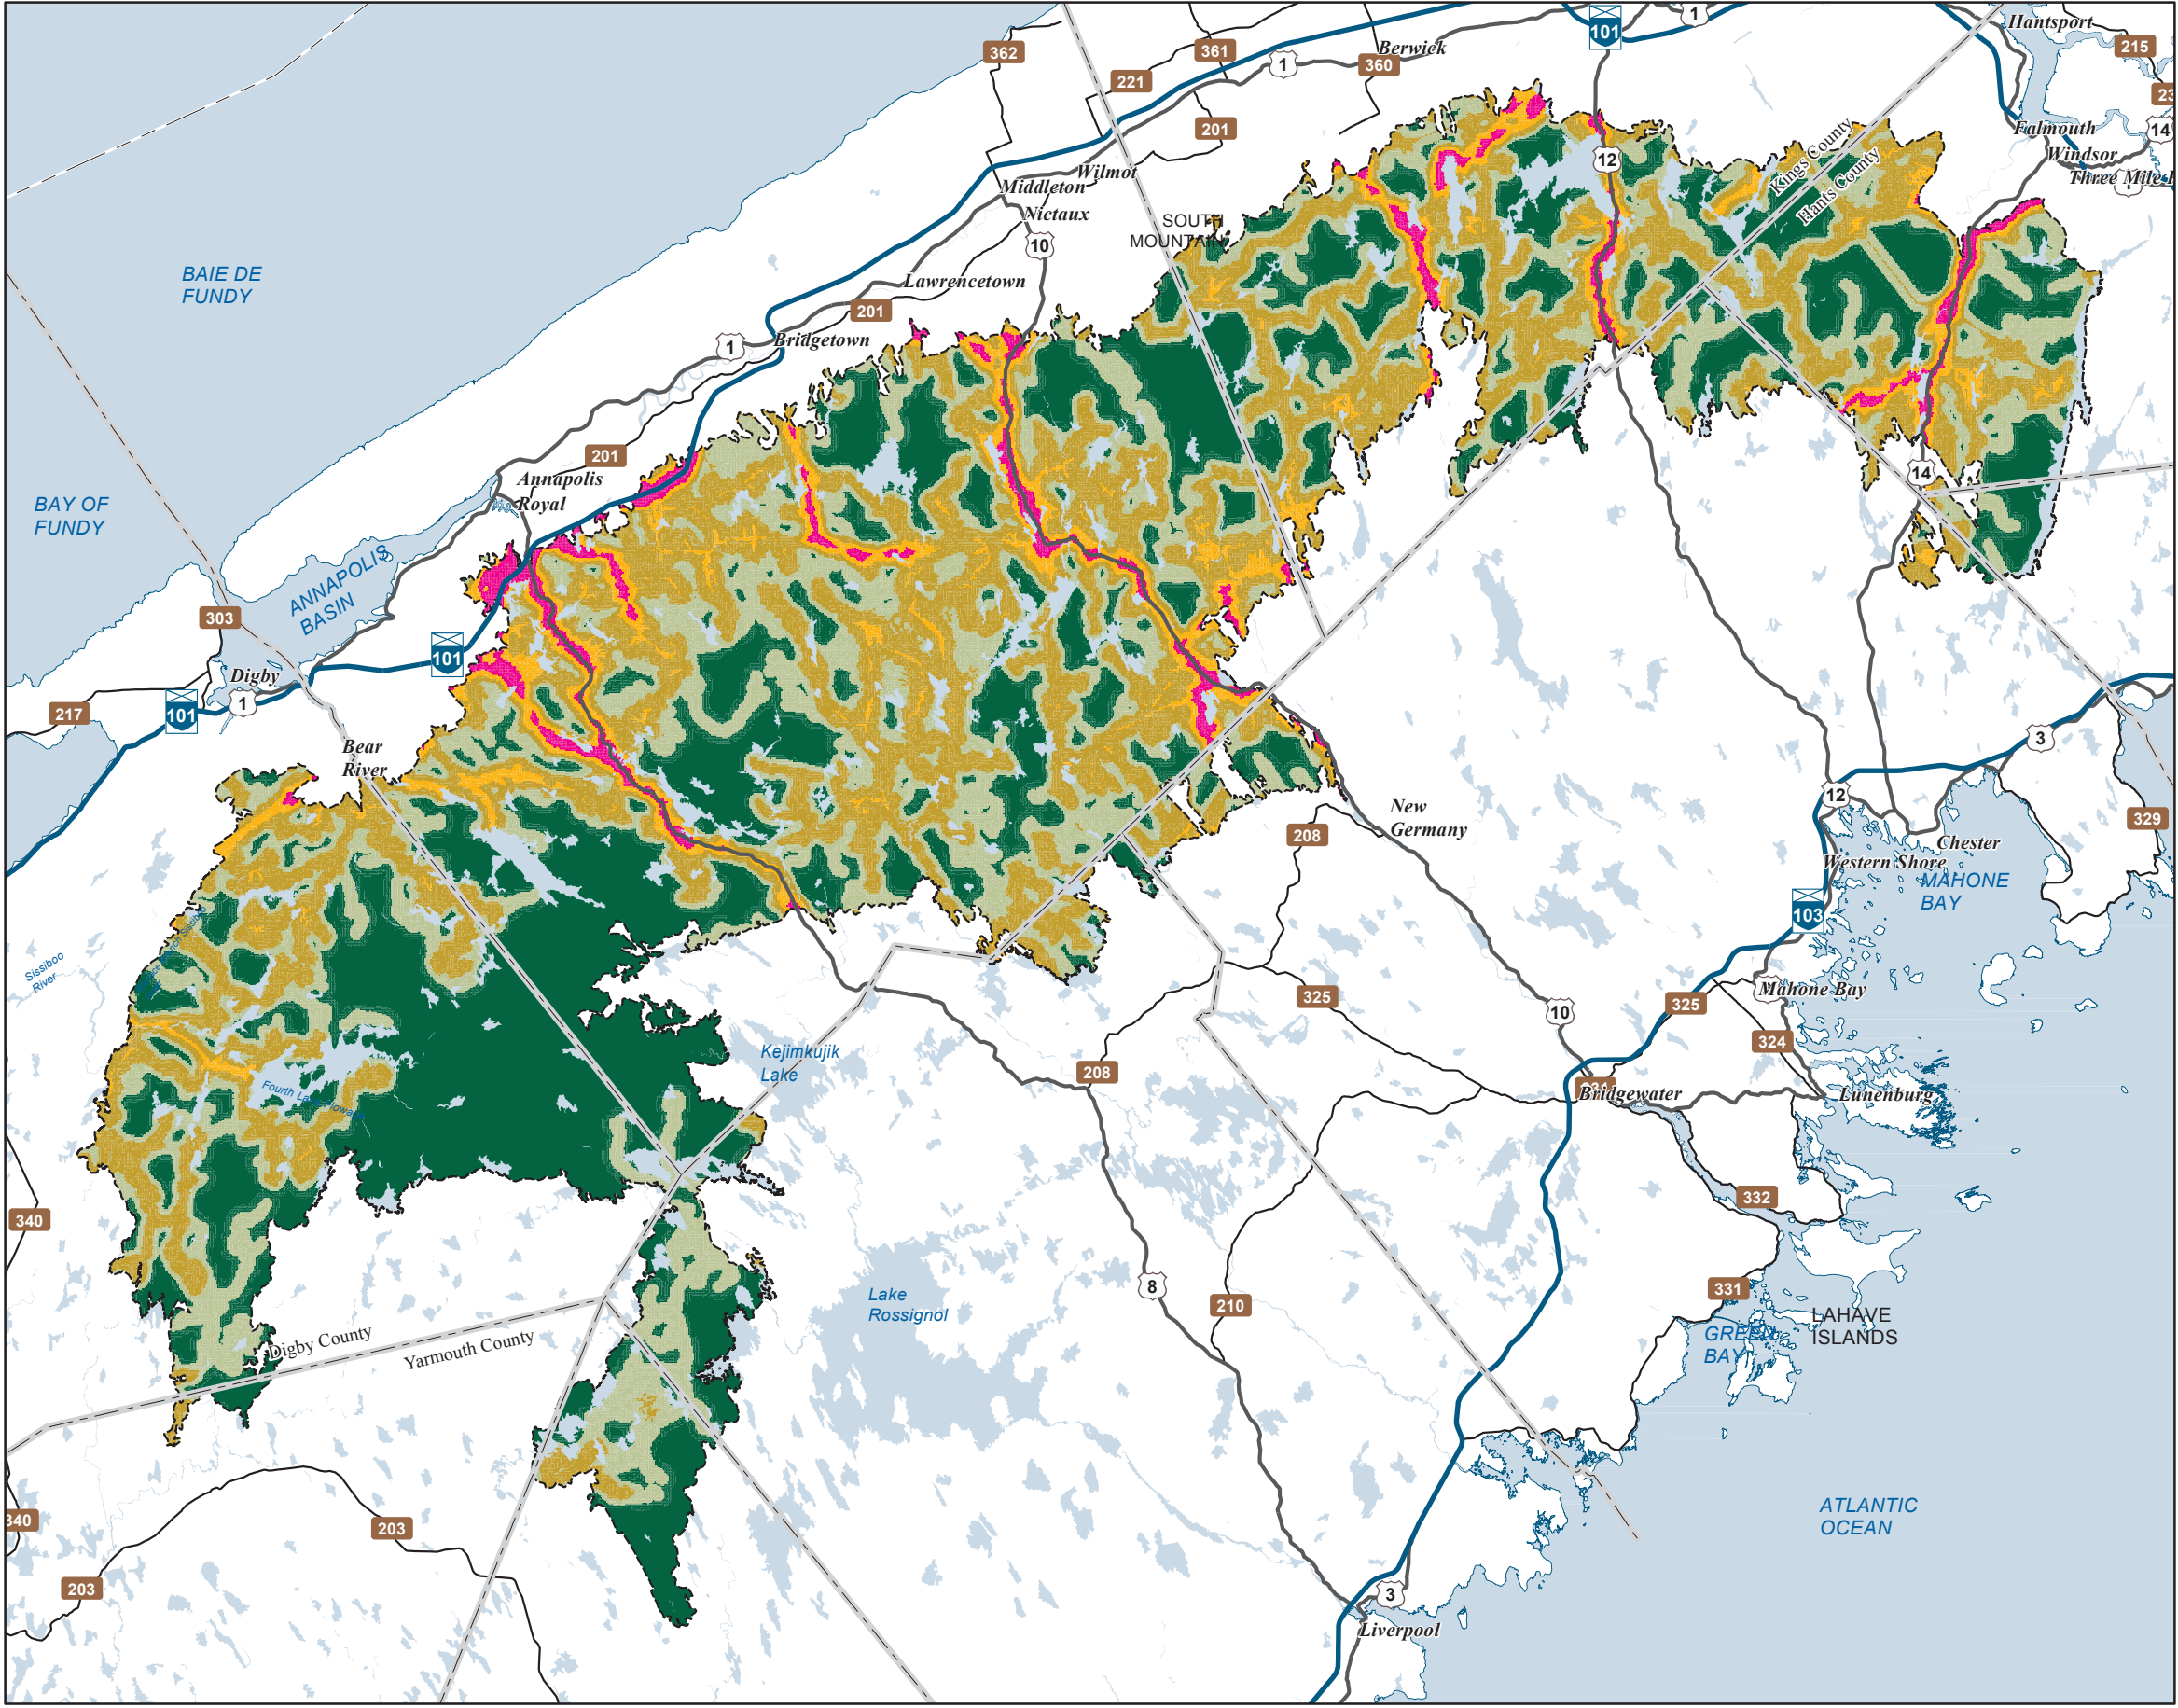 Hantsport
1
101
215
362
361
1
Berwick
360
221
201
Falmouth
14
Windsor
12
Kings County
Hants County
Wilmot
Middleton
Nictaux
SOUTH
MOUNTAIN
10
BAIE DE
FUNDY
Lawrencetown
201
1
Bridgetown
201
Annapolis
Royal
14
BAY OF
FUNDY
ANNAPOLIS
BASIN
303
101
Digby
1
101
217
3
Bear
River
12
New
Germany
208
329
Chester
Western Shore
MAHONE
BAY
103
Sissiboo
River
325
Mahone Bay
325
10
324
Kejimkujik
Lake
208
Fourth Lake
Bridgewater
Lunenburg
332
340
8
331
Lake
Rossignol
210
LAHAVE
ISLANDS
GREEN
BAY
Digby County
Yarmouth County
ATLANTIC
OCEAN
340
203
203
3
Liverpool